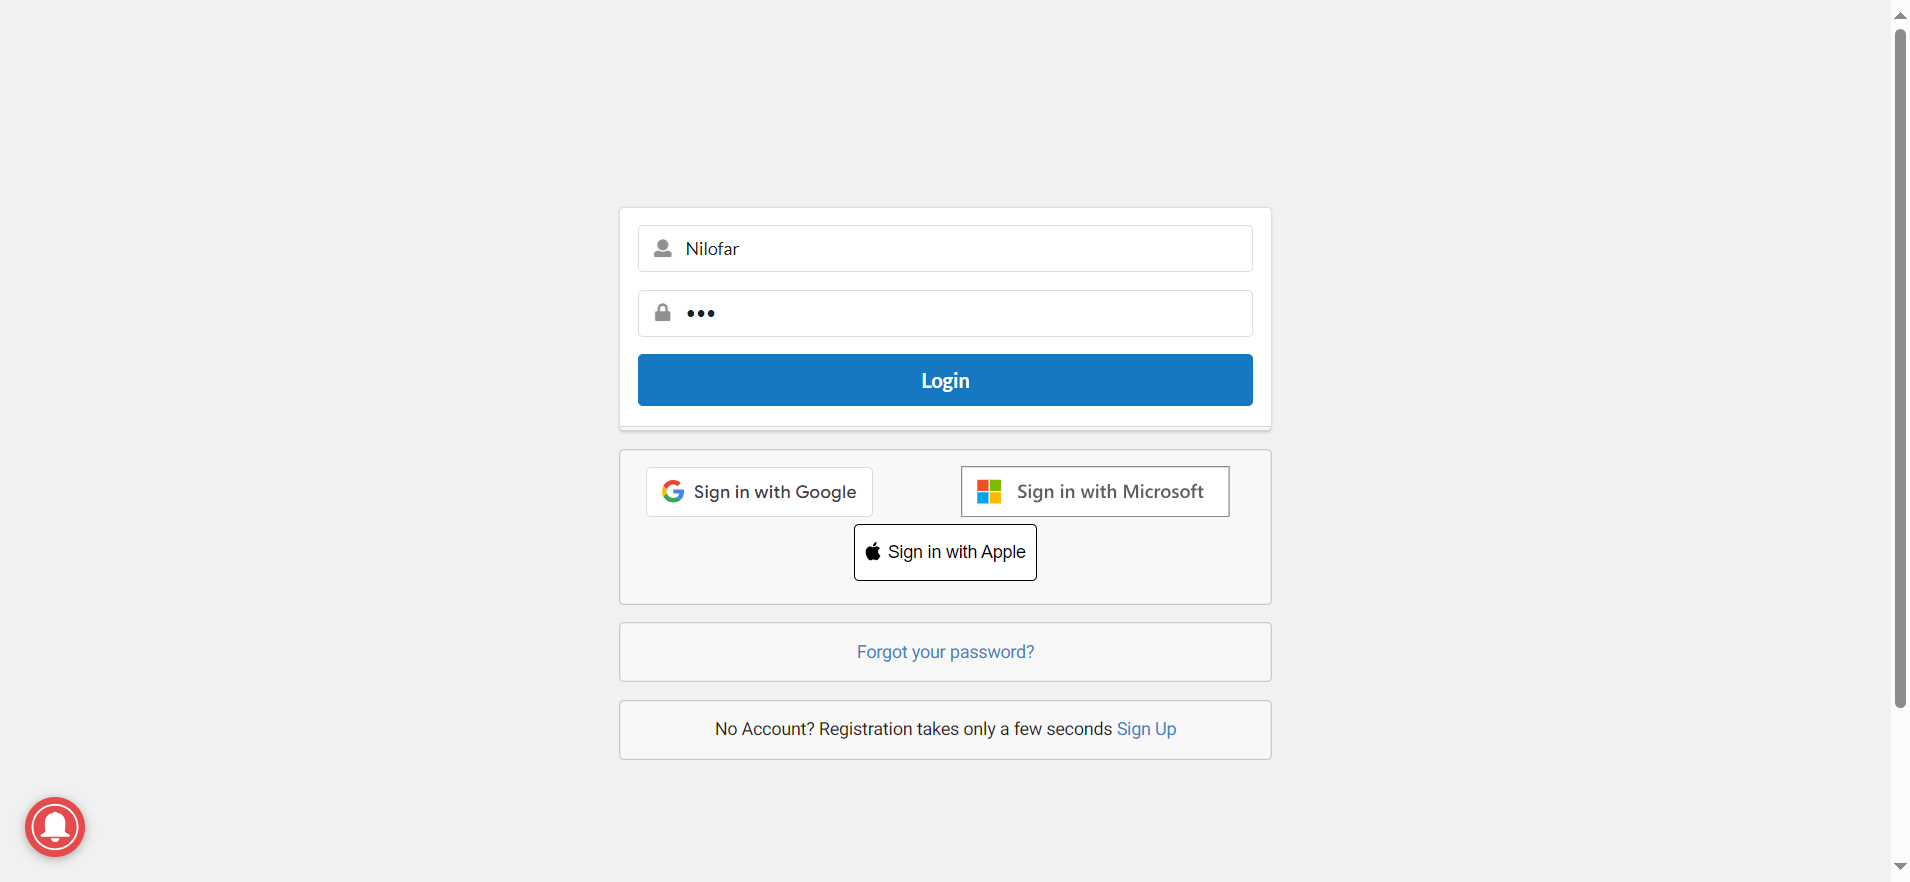 Nilofar
•••
Login
Sign in with Google
Sign in with Microsoft
Sign in with Apple
Forgot your password?
No Account? Registration takes only a few seconds Sign Up